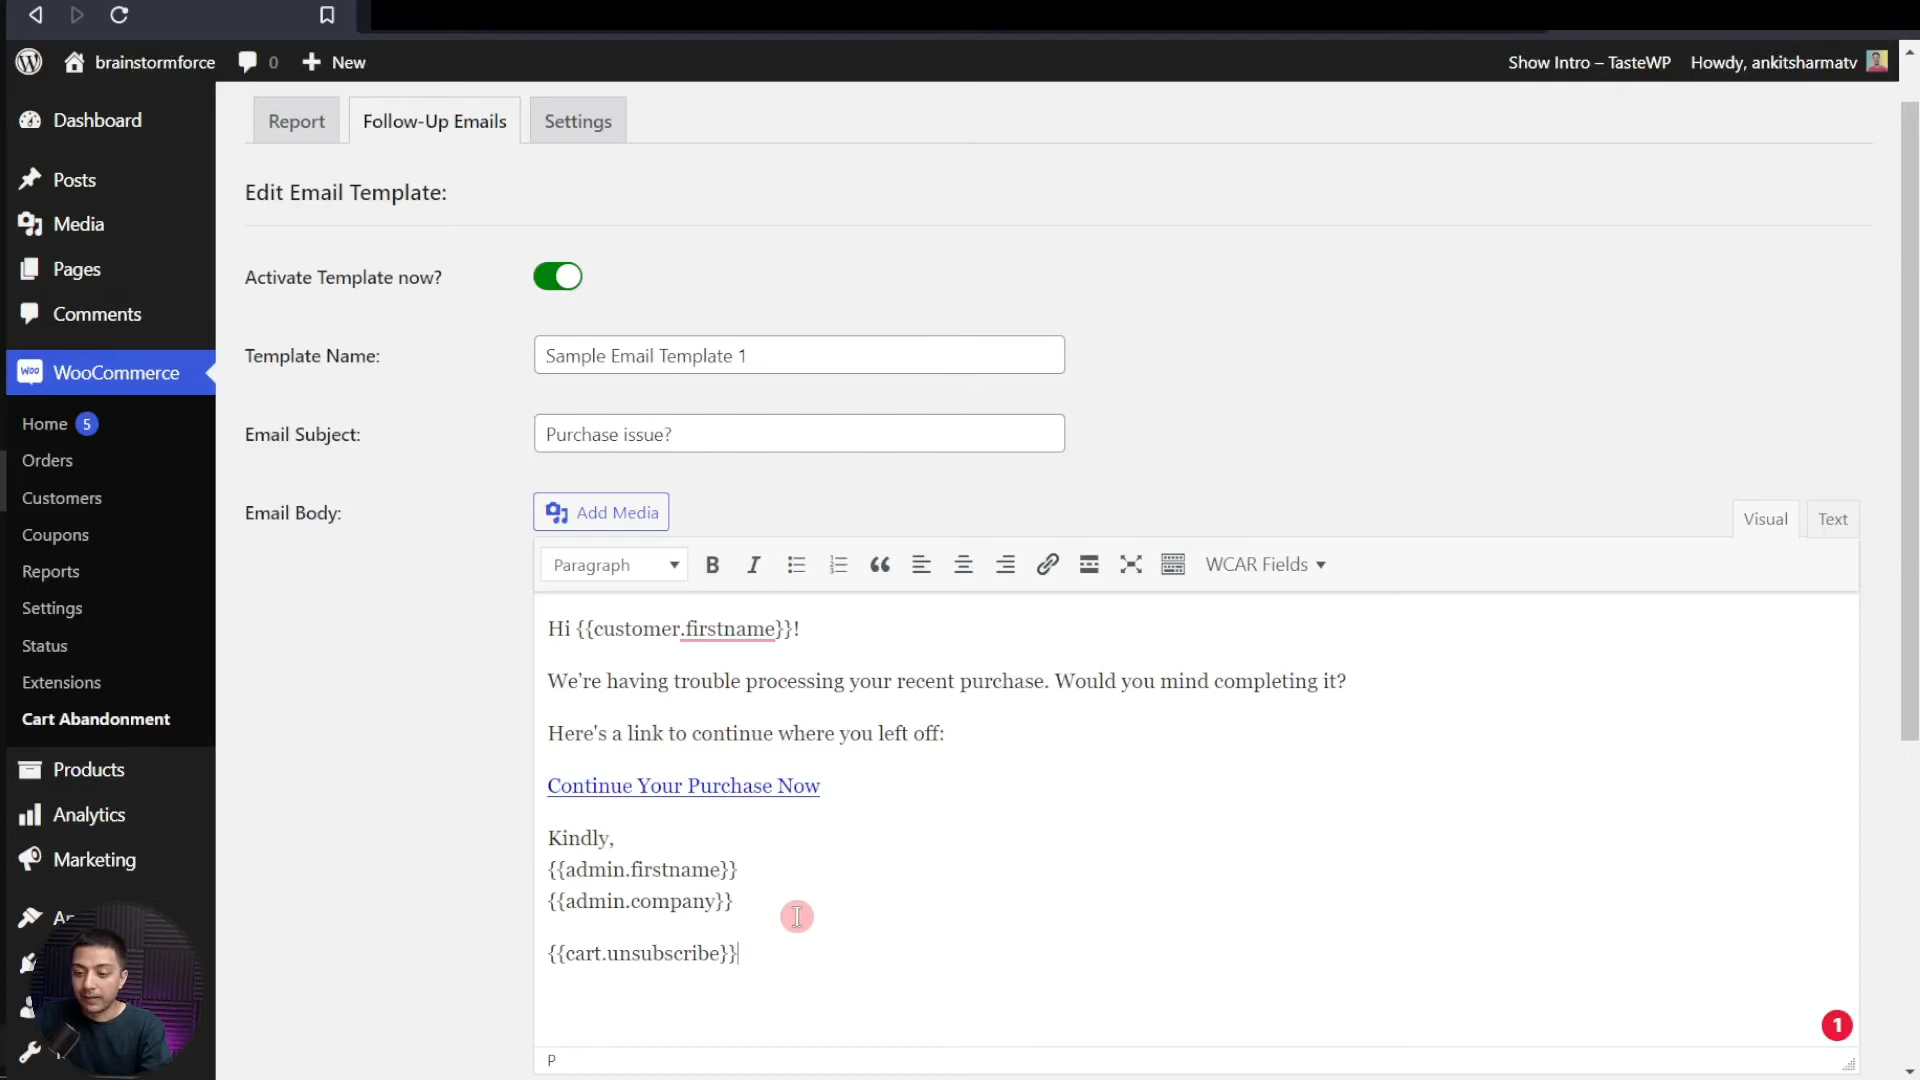 brainstormforce
0
New
Show Intro – TasteWP
Howdy, ankitsharmatv
Dashboard
Posts
Media
Pages
Comments
WOO
WooCommerce
Home 5
Orders
Customers
Coupons
Reports
Settings
Status
Extensions
Cart Abandonment
Products
Analytics
Marketing
Report
Follow-Up Emails
Settings
Edit Email Template:
Activate Template now?
Template Name:
Sample Email Template 1
Email Subject:
Purchase issue?
Email Body:
Add Media
Visual
Text
Paragraph
B I
WCAR Fields
Hi {{customer.firstname}}!
We're having trouble processing your recent purchase. Would you mind completing it?
Here's a link to continue where you left off:
Continue Your Purchase Now
Kindly,
{{admin.firstname}}
{{admin.company}}
{{cart.unsubscribe}}
1
P